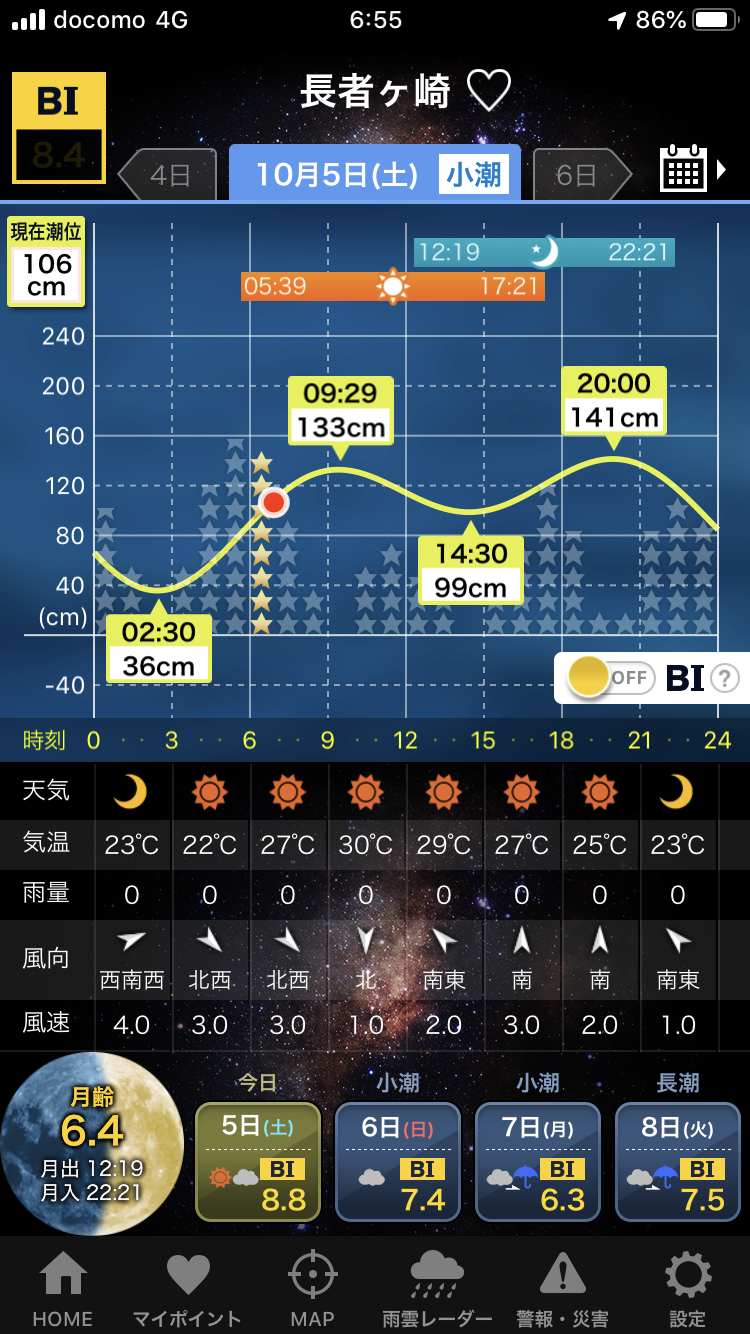 docomo 4G 6:55 86%
BI
8.4
長者ヶ崎
4日 10月5日(土) 小潮 6日
現在潮位
106
cm
12:19 22:21
05:39 17:21
240
200
160
120
80
40
(cm)
-40
09:29
133cm
20:00
141cm
14:30
99cm
02:30
36cm
OFF BI ?
時刻 0 3 6 9 12 15 18 21 24
天気
気温 23℃ 22℃ 27℃ 30℃ 29℃ 27℃ 25℃ 23℃
雨量 0 0 0 0 0 0 0 0
風向 西南西 北西 北西 北 南東 南 南 南東
風速 4.0 3.0 3.0 1.0 2.0 3.0 2.0 1.0
月齢
6.4
月出 12:19
月入 22:21
今日 小潮 小潮 長潮
5日(土) 6日(日) 7日(月) 8日(火)
BI BI BI BI
8.8 7.4 6.3 7.5
HOME マイポイント MAP 雨雲レーダー 警報・災害 設定